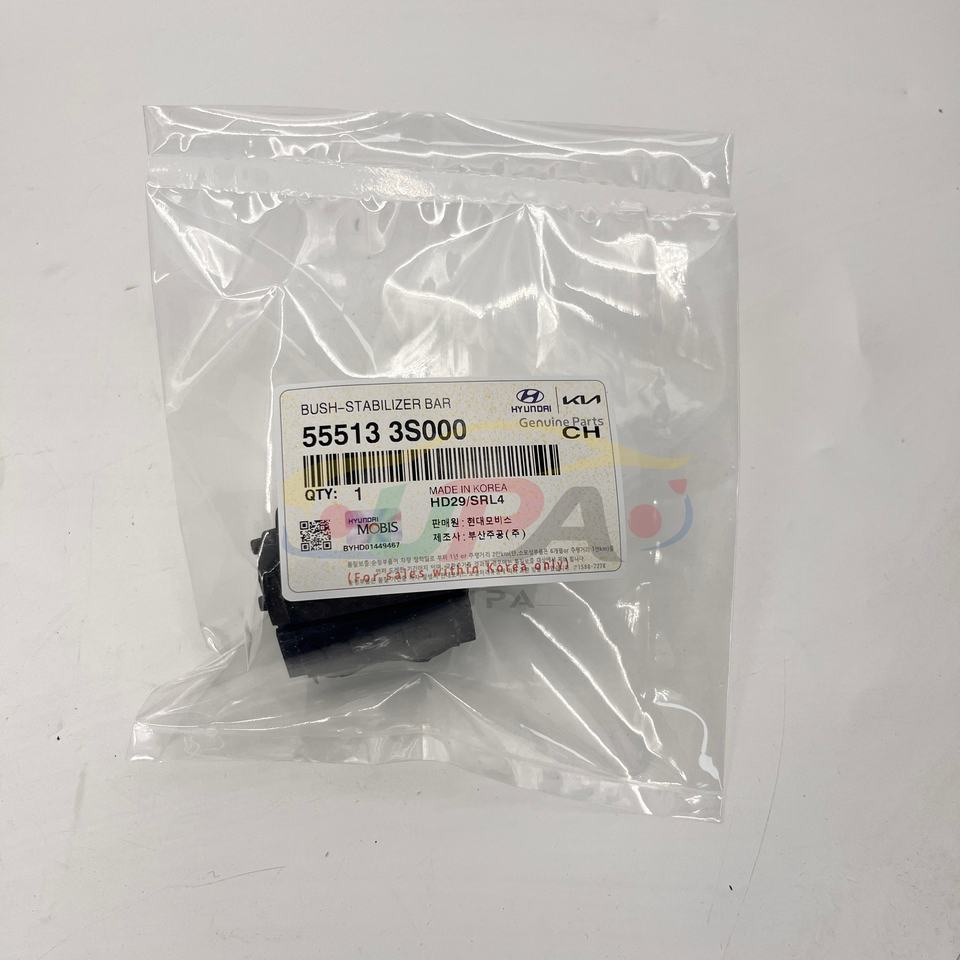 BUSH-STABILIZER BAR
HYUNDAI KIA
Genuine Parts
55513 3S000
CH
QTY: 1
MADE IN KOREA
HD29/SRL4
HYUNDAI
MOBIS
판매원 : 현대모비스
제조사 : 부산주공(주)
BYHD01449467
(For sales within Korea only)
UPA